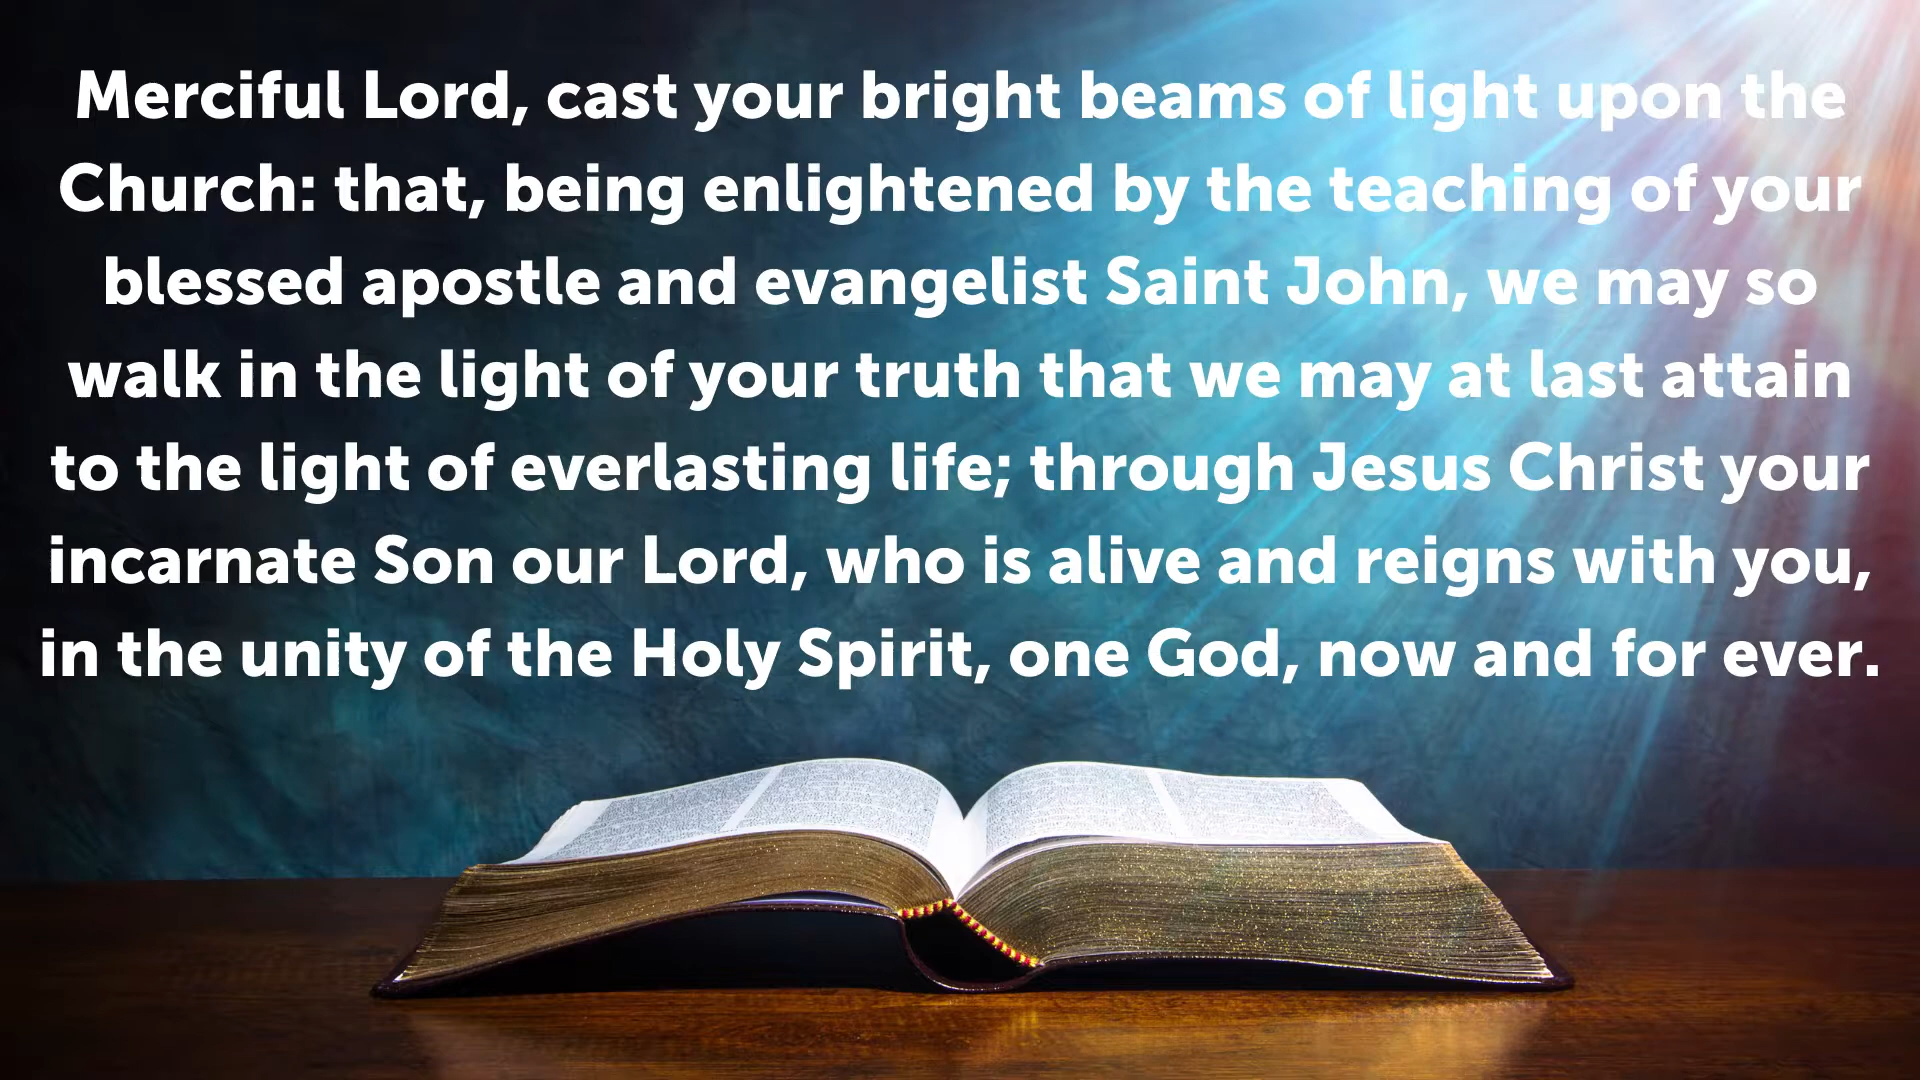 Merciful Lord, cast your bright beams of light upon the
Church: that, being enlightened by the teaching of your
blessed apostle and evangelist Saint John, we may so
walk in the light of your truth that we may at last attain
to the light of everlasting life; through Jesus Christ your
incarnate Son our Lord, who is alive and reigns with you,
in the unity of the Holy Spirit, one God, now and for ever.